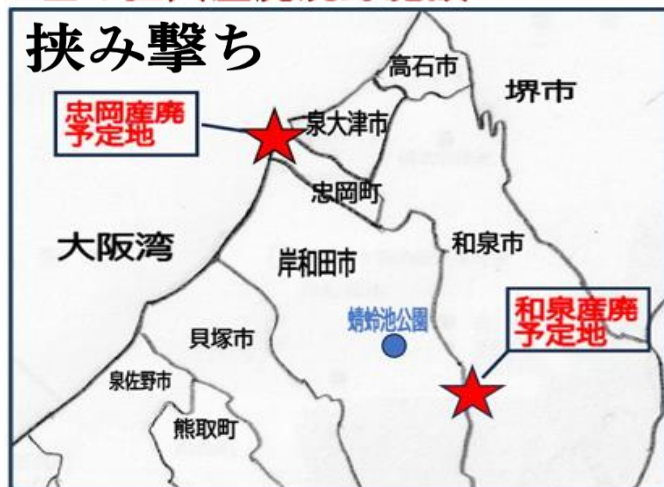 挟み撃ち
高石市
堺市
忠岡産廃
予定地
泉大津市
忠岡町
大阪湾
和泉市
岸和田市
和泉産廃
予定地
蜻蛉池公園
貝塚市
泉佐野市
熊取町